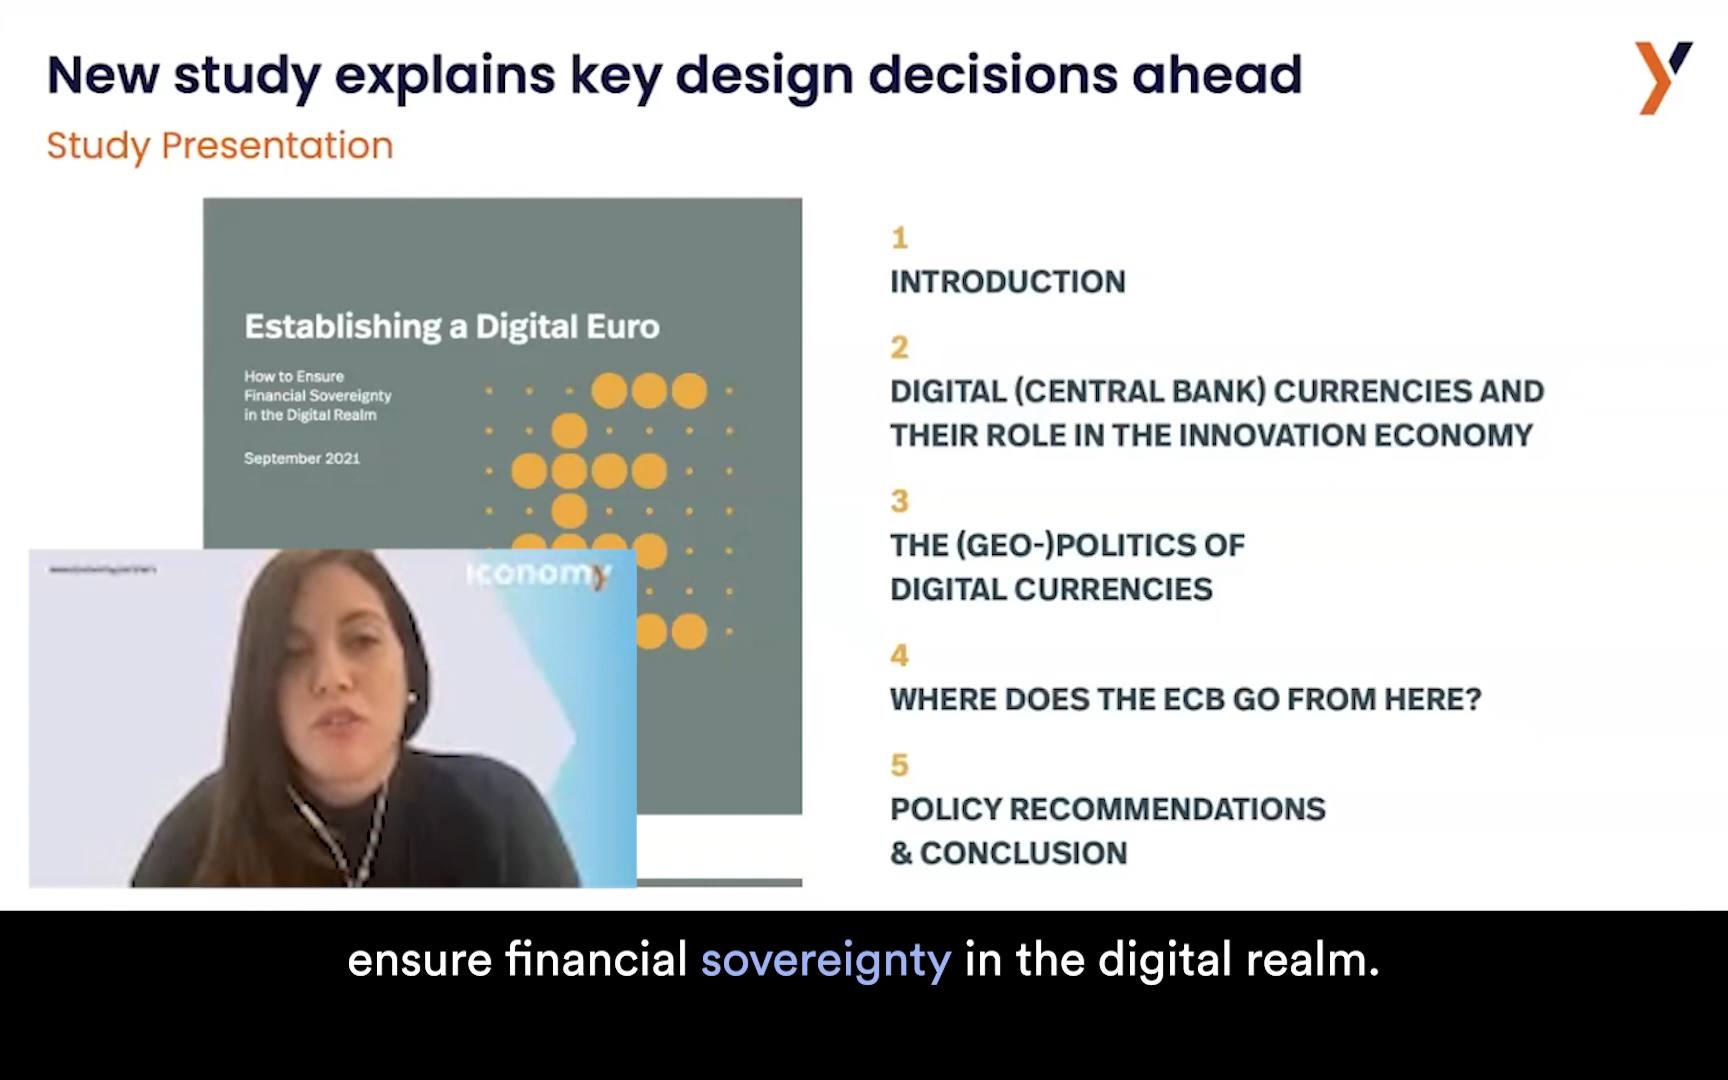 New study explains key design decisions ahead
Study Presentation
Establishing a Digital Euro
How to Ensure
Financial Sovereignty
in the Digital Realm
September 2021
1
INTRODUCTION
2
DIGITAL (CENTRAL BANK) CURRENCIES AND
THEIR ROLE IN THE INNOVATION ECONOMY
3
THE (GEO-)POLITICS OF
DIGITAL CURRENCIES
4
WHERE DOES THE ECB GO FROM HERE?
5
POLICY RECOMMENDATIONS
& CONCLUSION
iconomy
ensure financial sovereignty in the digital realm.